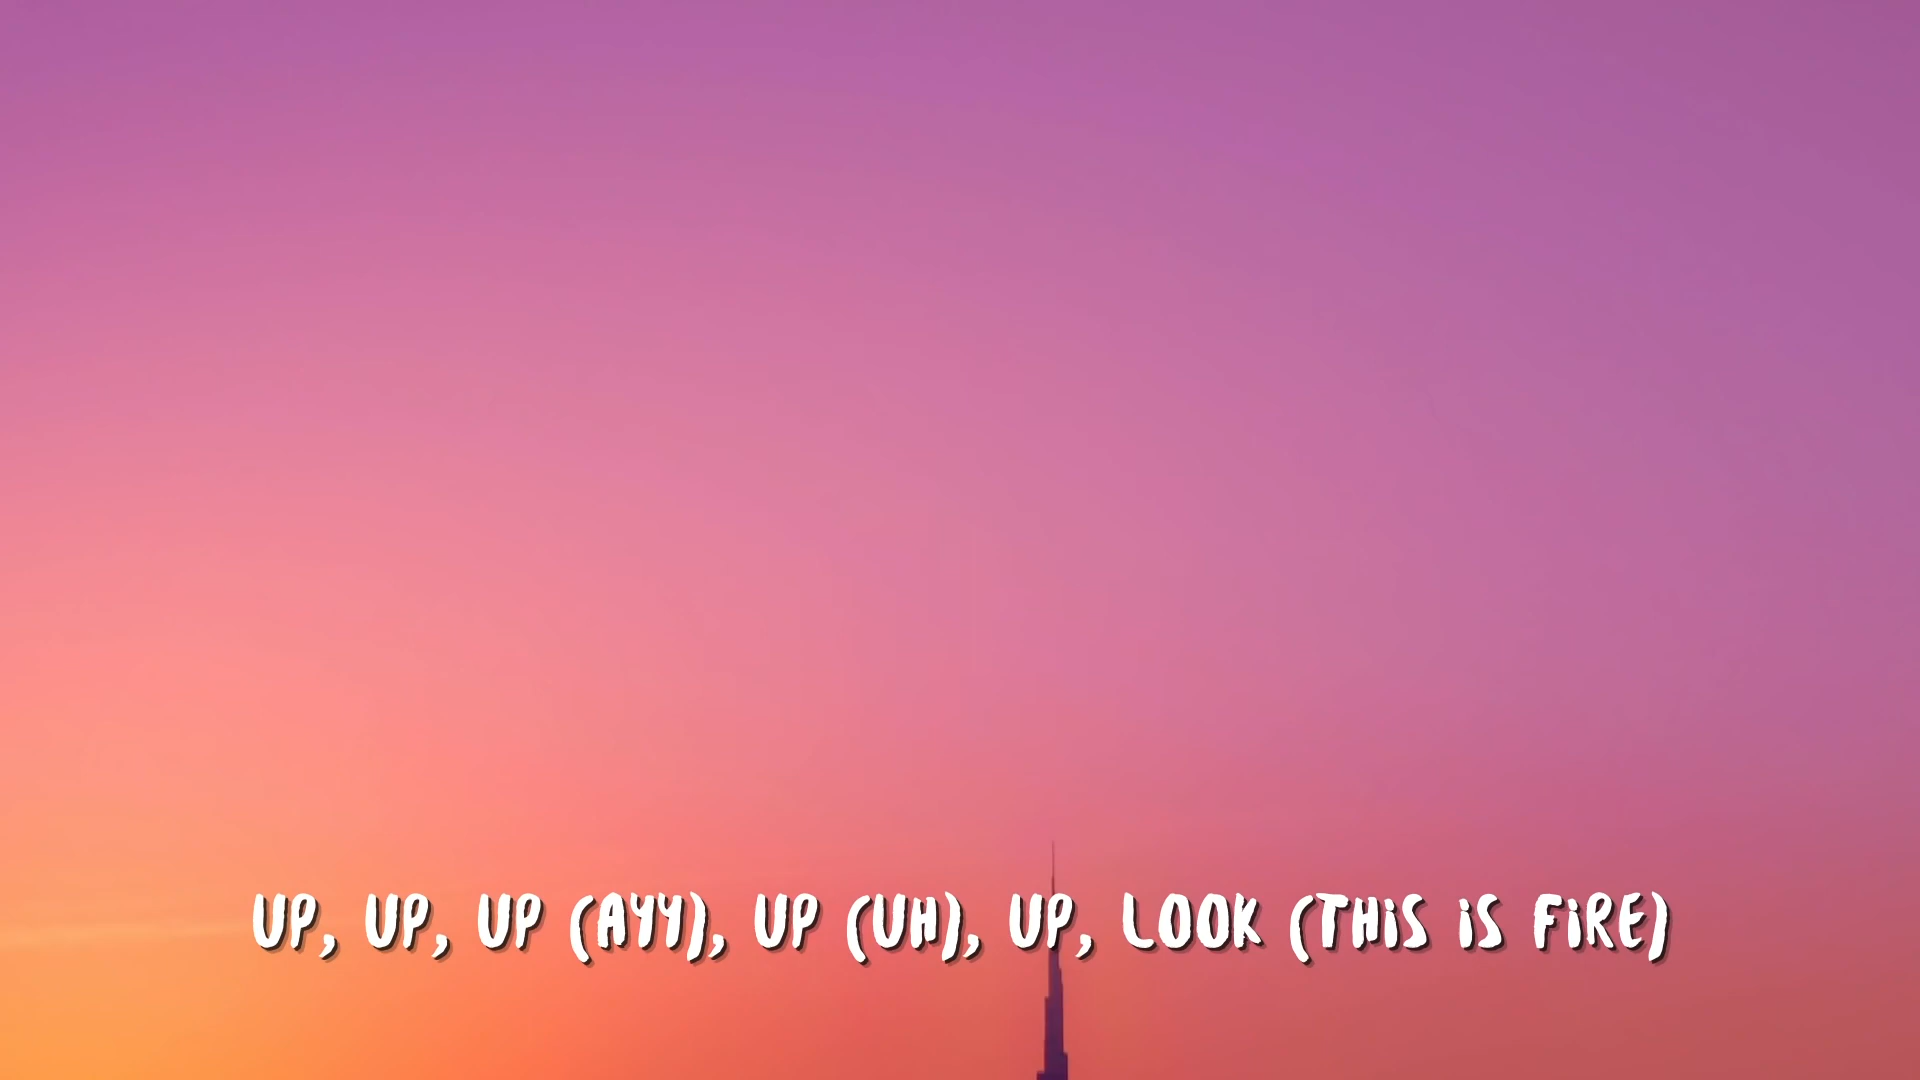 UP, UP, UP (AYY), UP (UH), UP, LOOK (THIS IS FIRE)